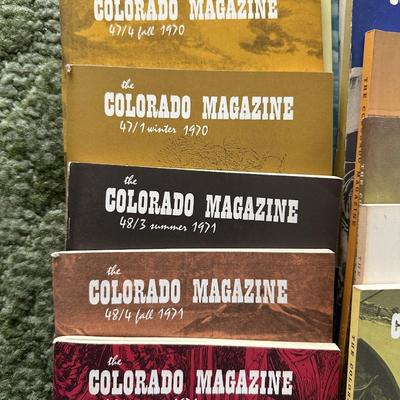 COLORADO MAGAZINE
47/4 fall 1970
the
COLORADO MAGAZINE
47/1 winter 1970
the
COLORADO MAGAZINE
48/3 summer 1971
the
COLORADO MAGAZINE
48/4 fall 1971
the
COLORADO MAGAZINE